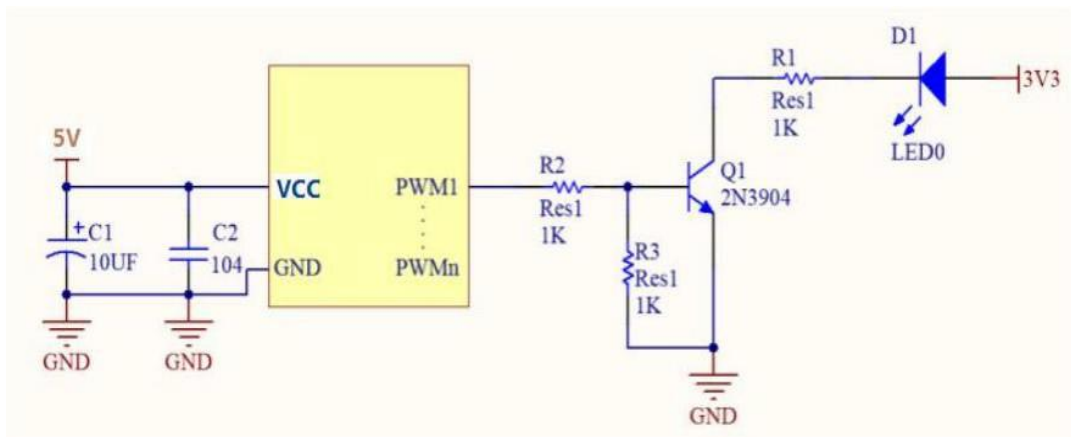 D1
R1
3V3
Res1
1K
LED0
5V
VCC
PWM1
R2
Q1
2N3904
Res1
1K
+
C1
10UF
C2
104
GND
PWMn
R3
Res1
1K
GND
GND
GND